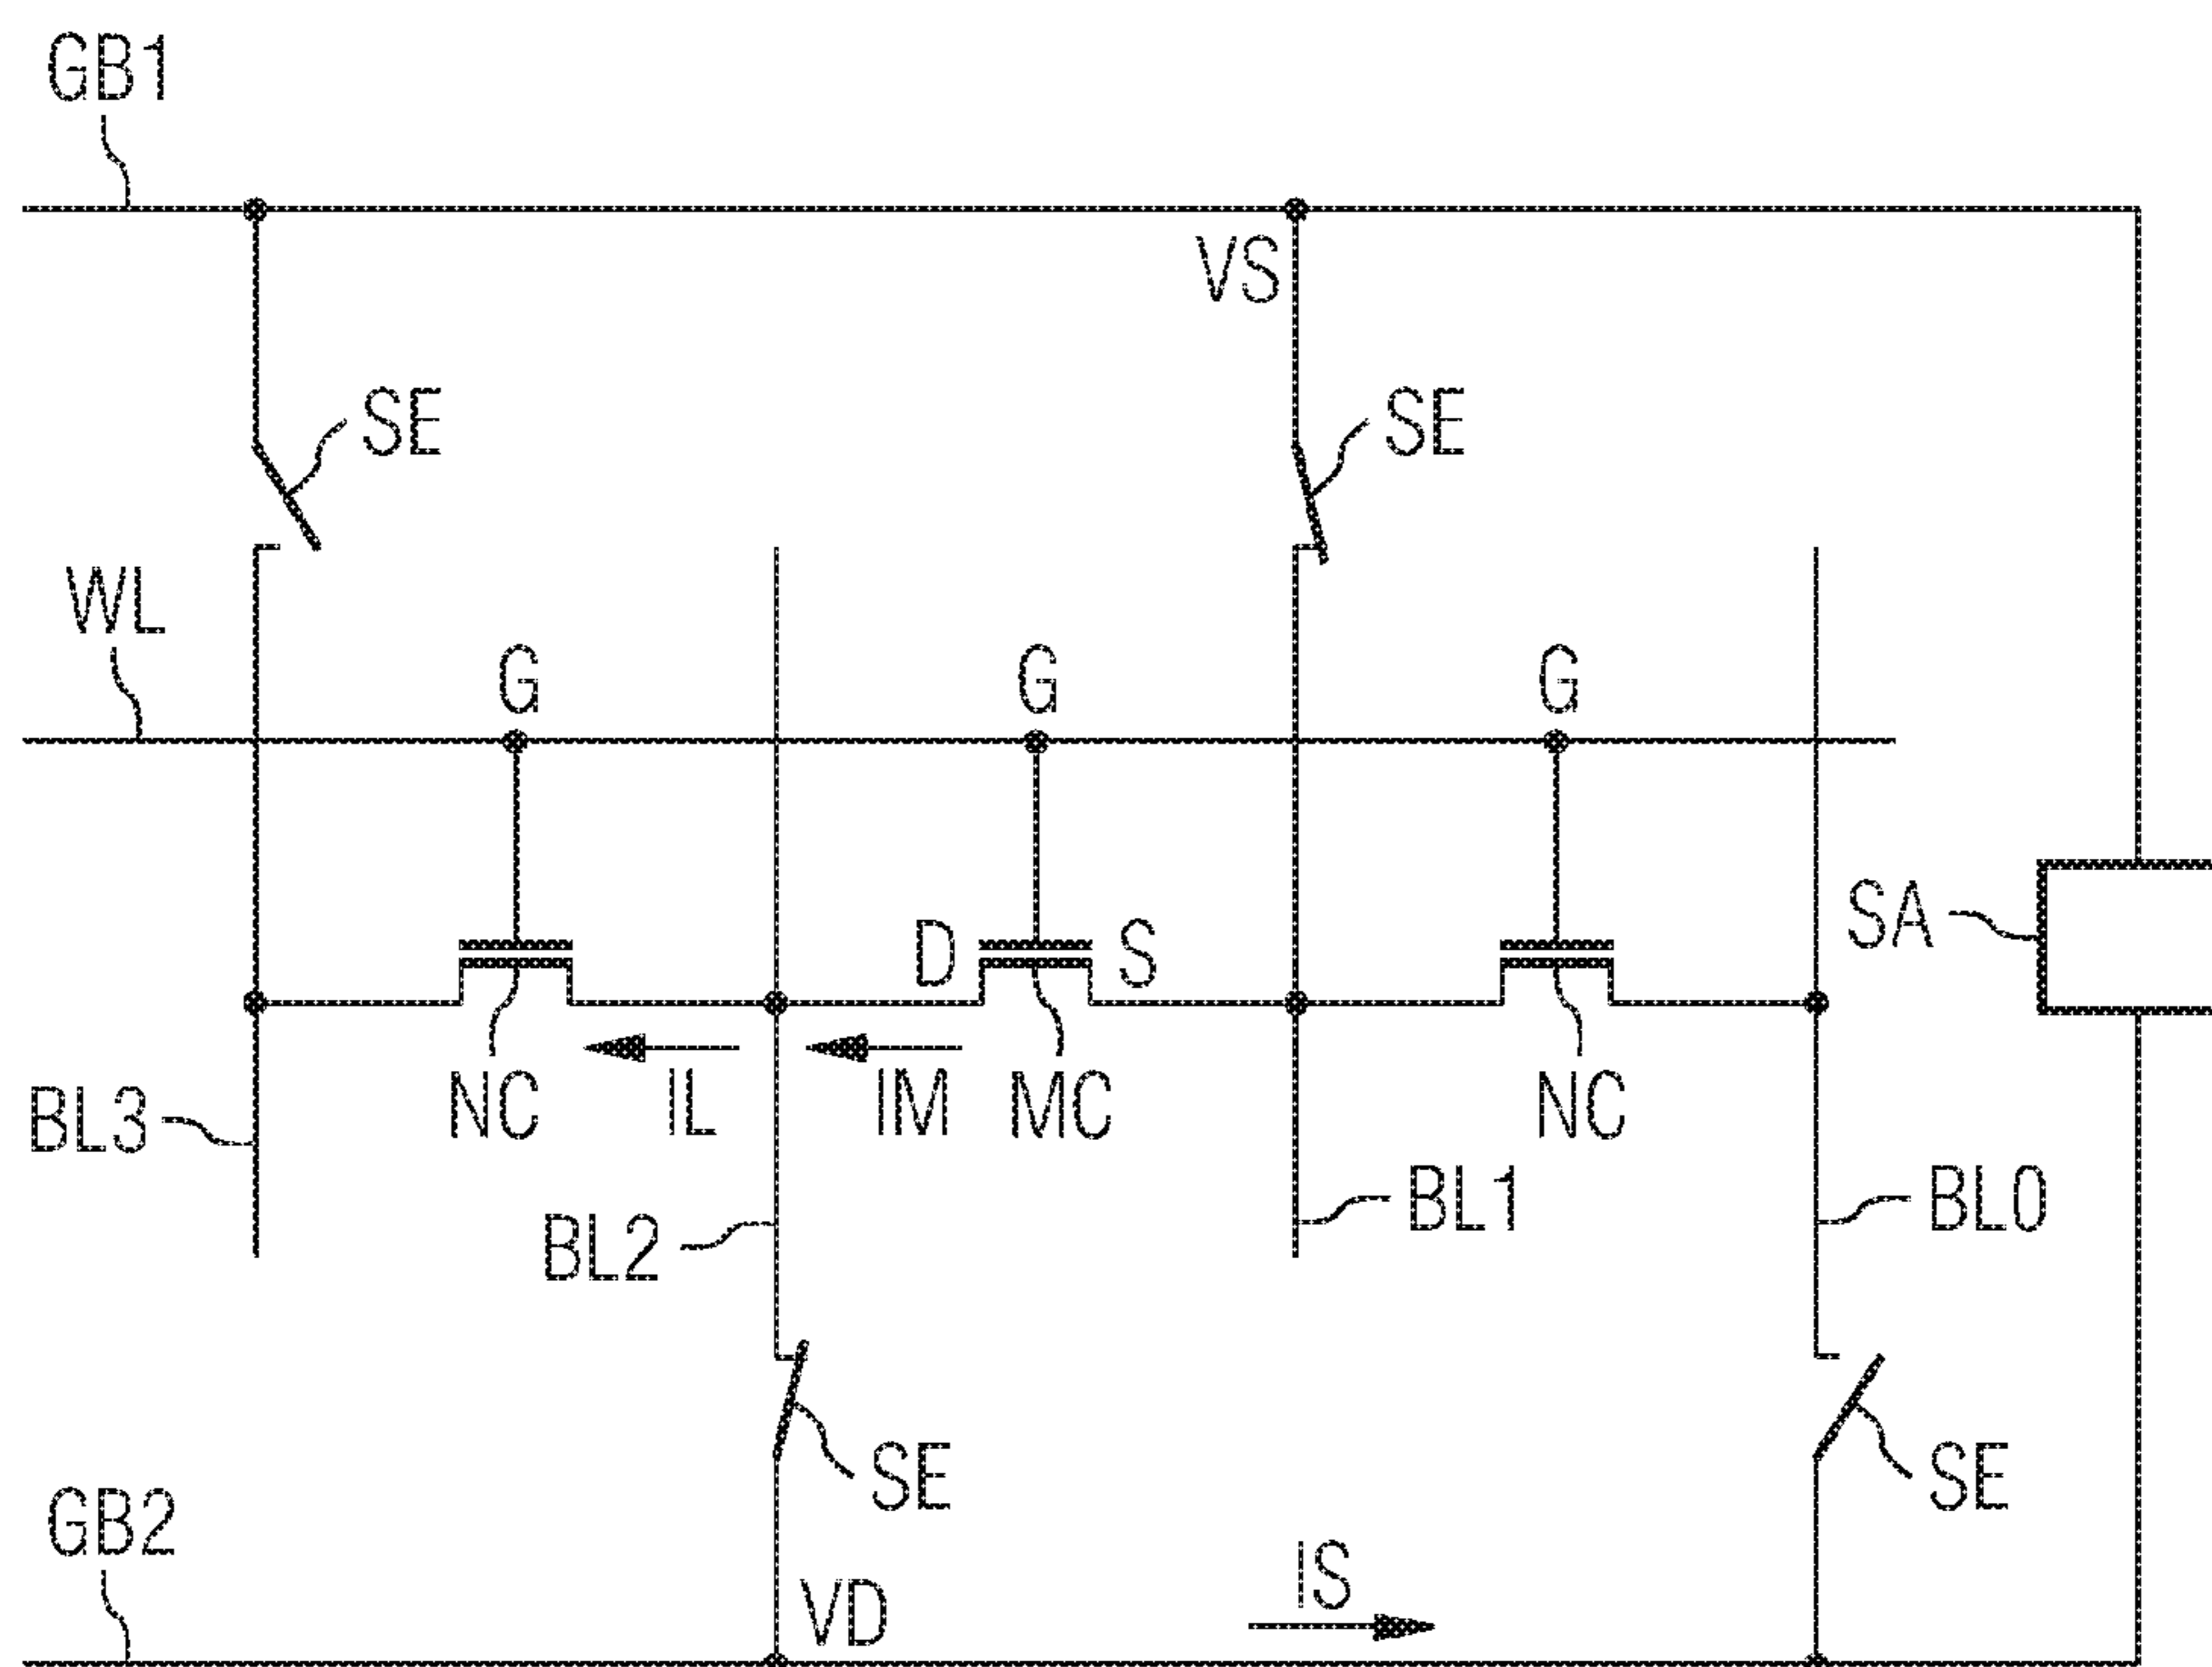 GB1
VS
SE SE
WL
G G G
D S SA
NC IL IM MC NC
BL3
BL2 BL1 BL0
SE SE
GB2
IS
VD